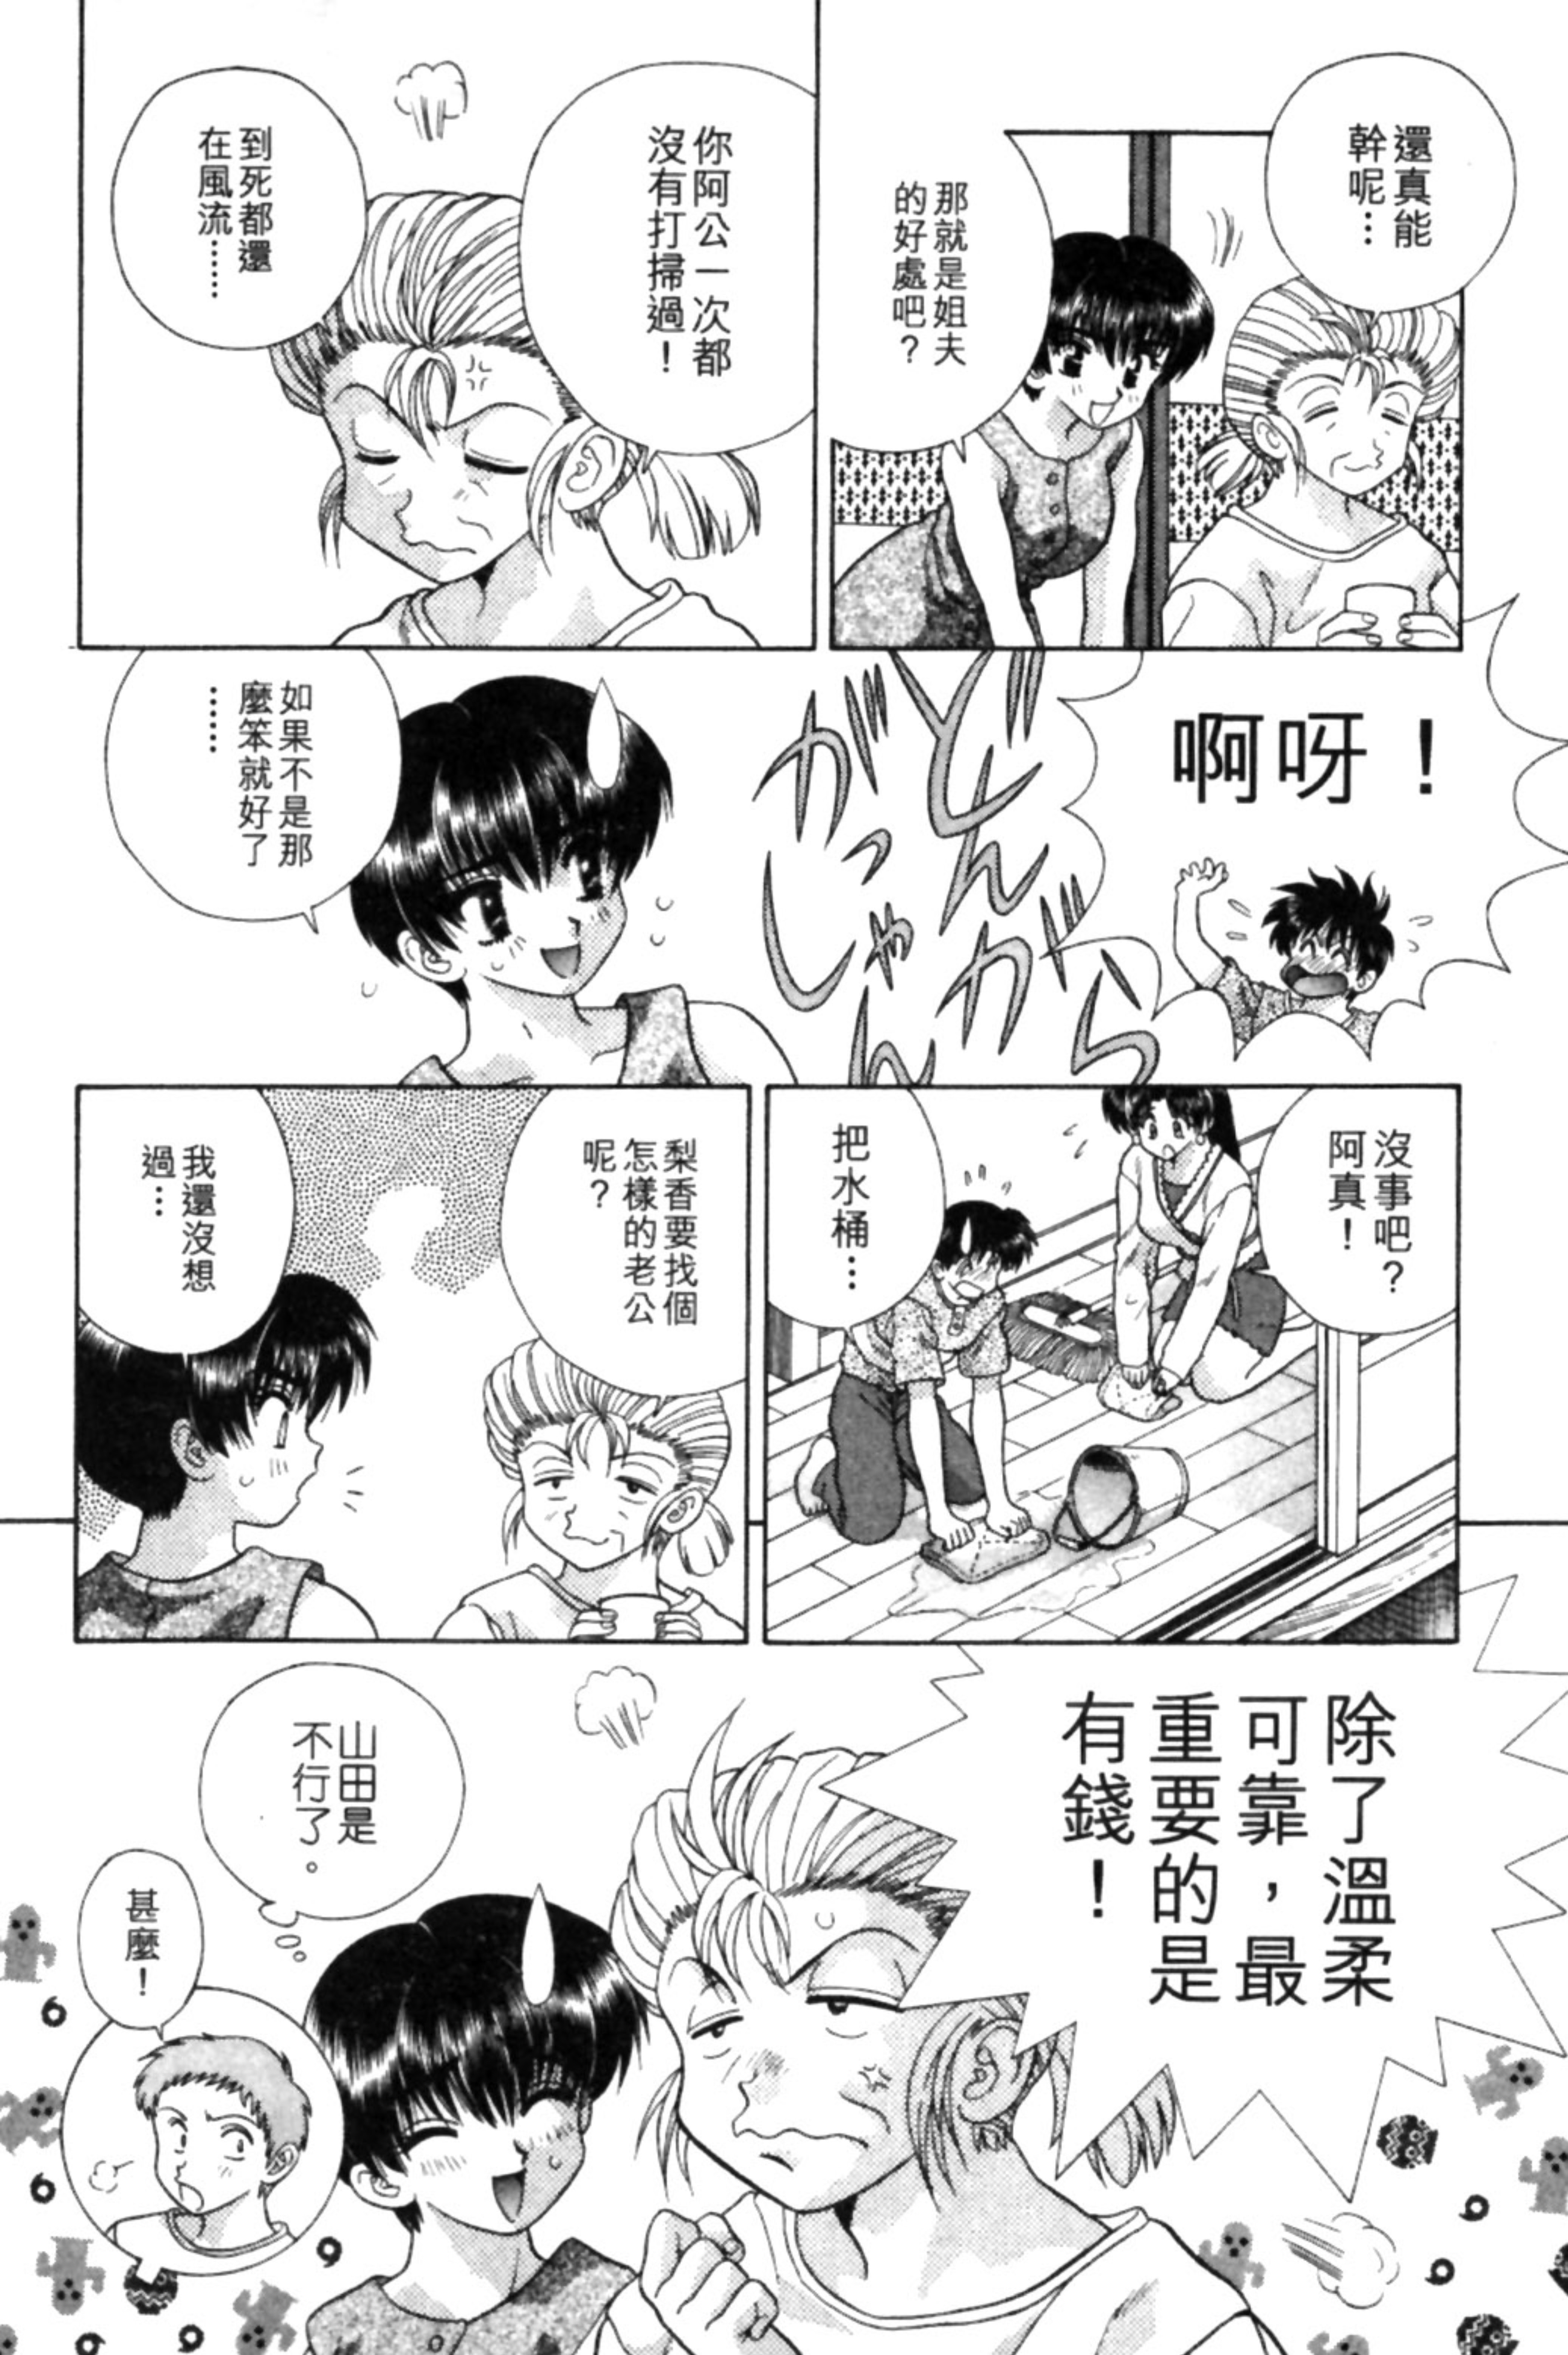 還真能
幹呢…
那就是姐夫
的好處吧？
你阿公一次都
沒有打掃過！
到死都還
在風流……
啊呀！
どんがら
がっしゃん
如果不是那
麼笨就好了
……
沒事吧？
阿真！
把水桶…
梨香要找個
怎樣的老公
呢？
我還沒想
過…
除了溫柔
可靠，最
重要的是
有錢！
山田是
不行了。
甚麼！